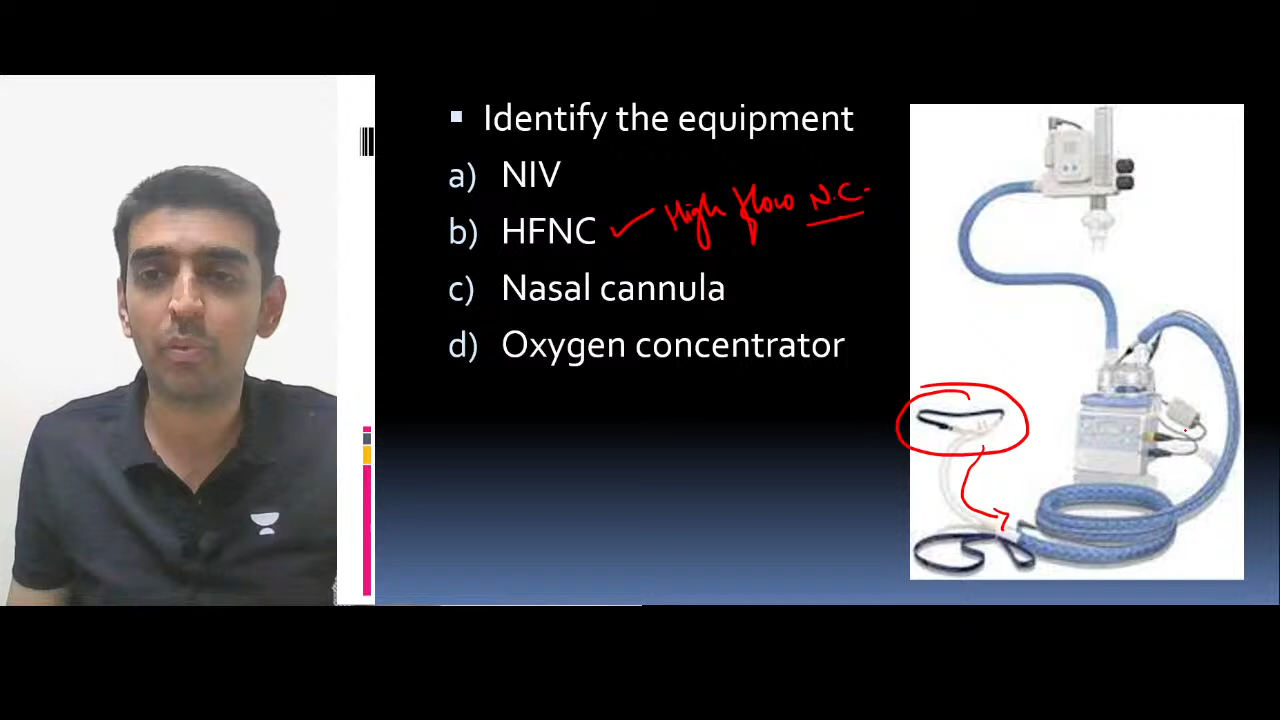 ▪ Identify the equipment
a) NIV
b) HFNC ✓ High flow N.C.
c) Nasal cannula
d) Oxygen concentrator